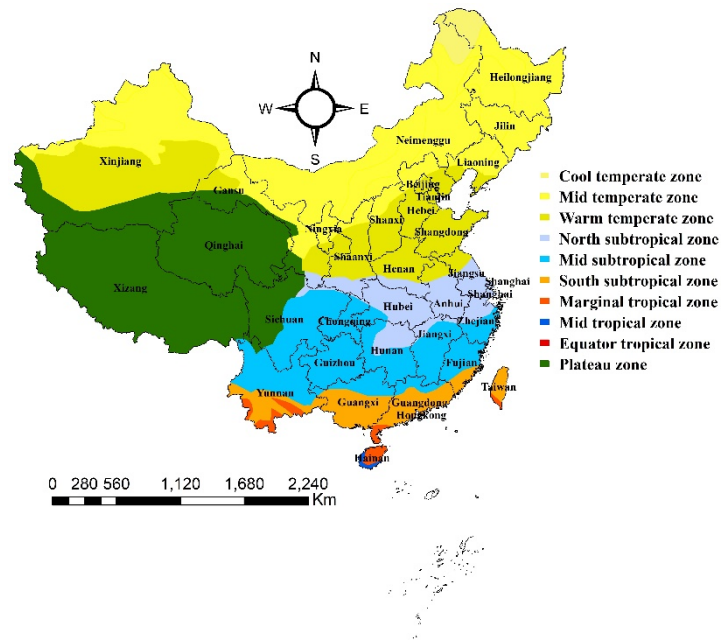 N
W E
S
Heilongjiang
Jilin
Liaoning
Neimenggu
Xinjiang
Gansu
Beijing
Tianjin
Hebei
Shanxi
Shangdong
Ningxia
Shaanxi
Henan
Qinghai
Xizang
Jiangsu
Shanghai
Shanghai
Hubei
Anhui
Zhejian
Sichuan
Chongqing
Jiangxi
Hunan
Guizhou
Fujian
Yunnan
Guangxi
Guangdong
Hongkong
Taiwan
Hainan
Cool temperate zone
Mid temperate zone
Warm temperate zone
North subtropical zone
Mid subtropical zone
South subtropical zone
Marginal tropical zone
Mid tropical zone
Equator tropical zone
Plateau zone
0 280 560 1,120 1,680 2,240
Km